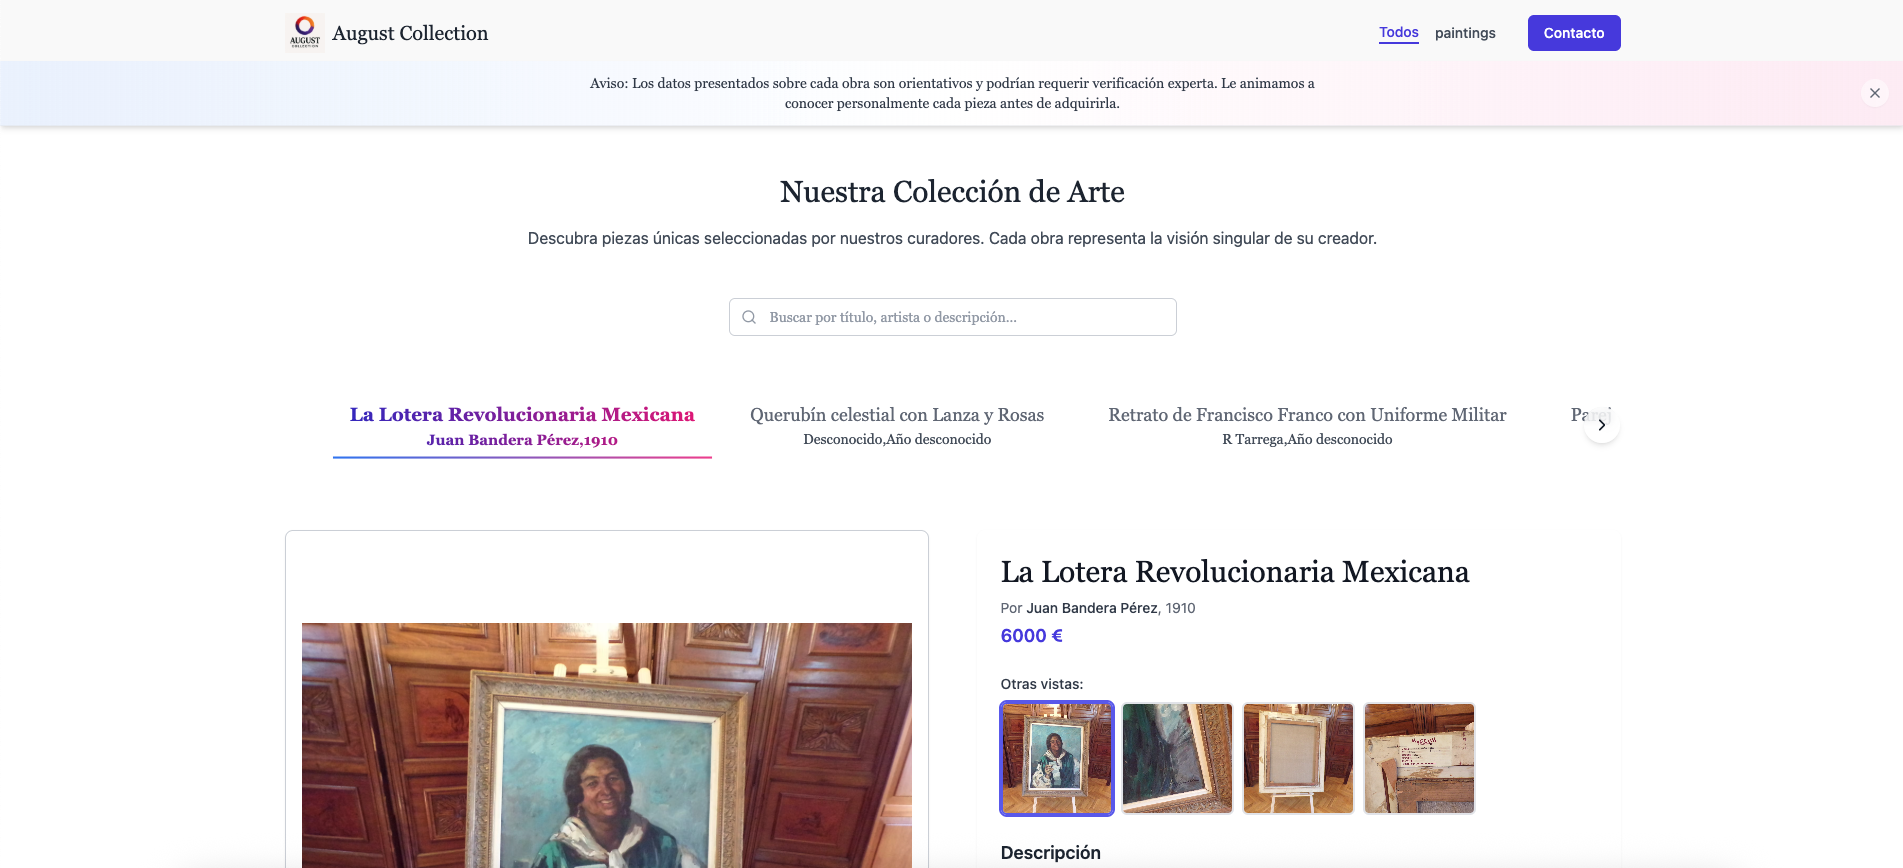 AUGUST
COLLECTION
August Collection
Todos
paintings
Contacto
Aviso: Los datos presentados sobre cada obra son orientativos y podrían requerir verificación experta. Le animamos a
conocer personalmente cada pieza antes de adquirirla.
Nuestra Colección de Arte
Descubra piezas únicas seleccionadas por nuestros curadores. Cada obra representa la visión singular de su creador.
Buscar por título, artista o descripción...
La Lotera Revolucionaria Mexicana
Juan Bandera Pérez,1910
Querubín celestial con Lanza y Rosas
Desconocido,Año desconocido
Retrato de Francisco Franco con Uniforme Militar
R Tarrega,Año desconocido
Parej
La Lotera Revolucionaria Mexicana
Por Juan Bandera Pérez, 1910
6000 €
Otras vistas:
Descripción